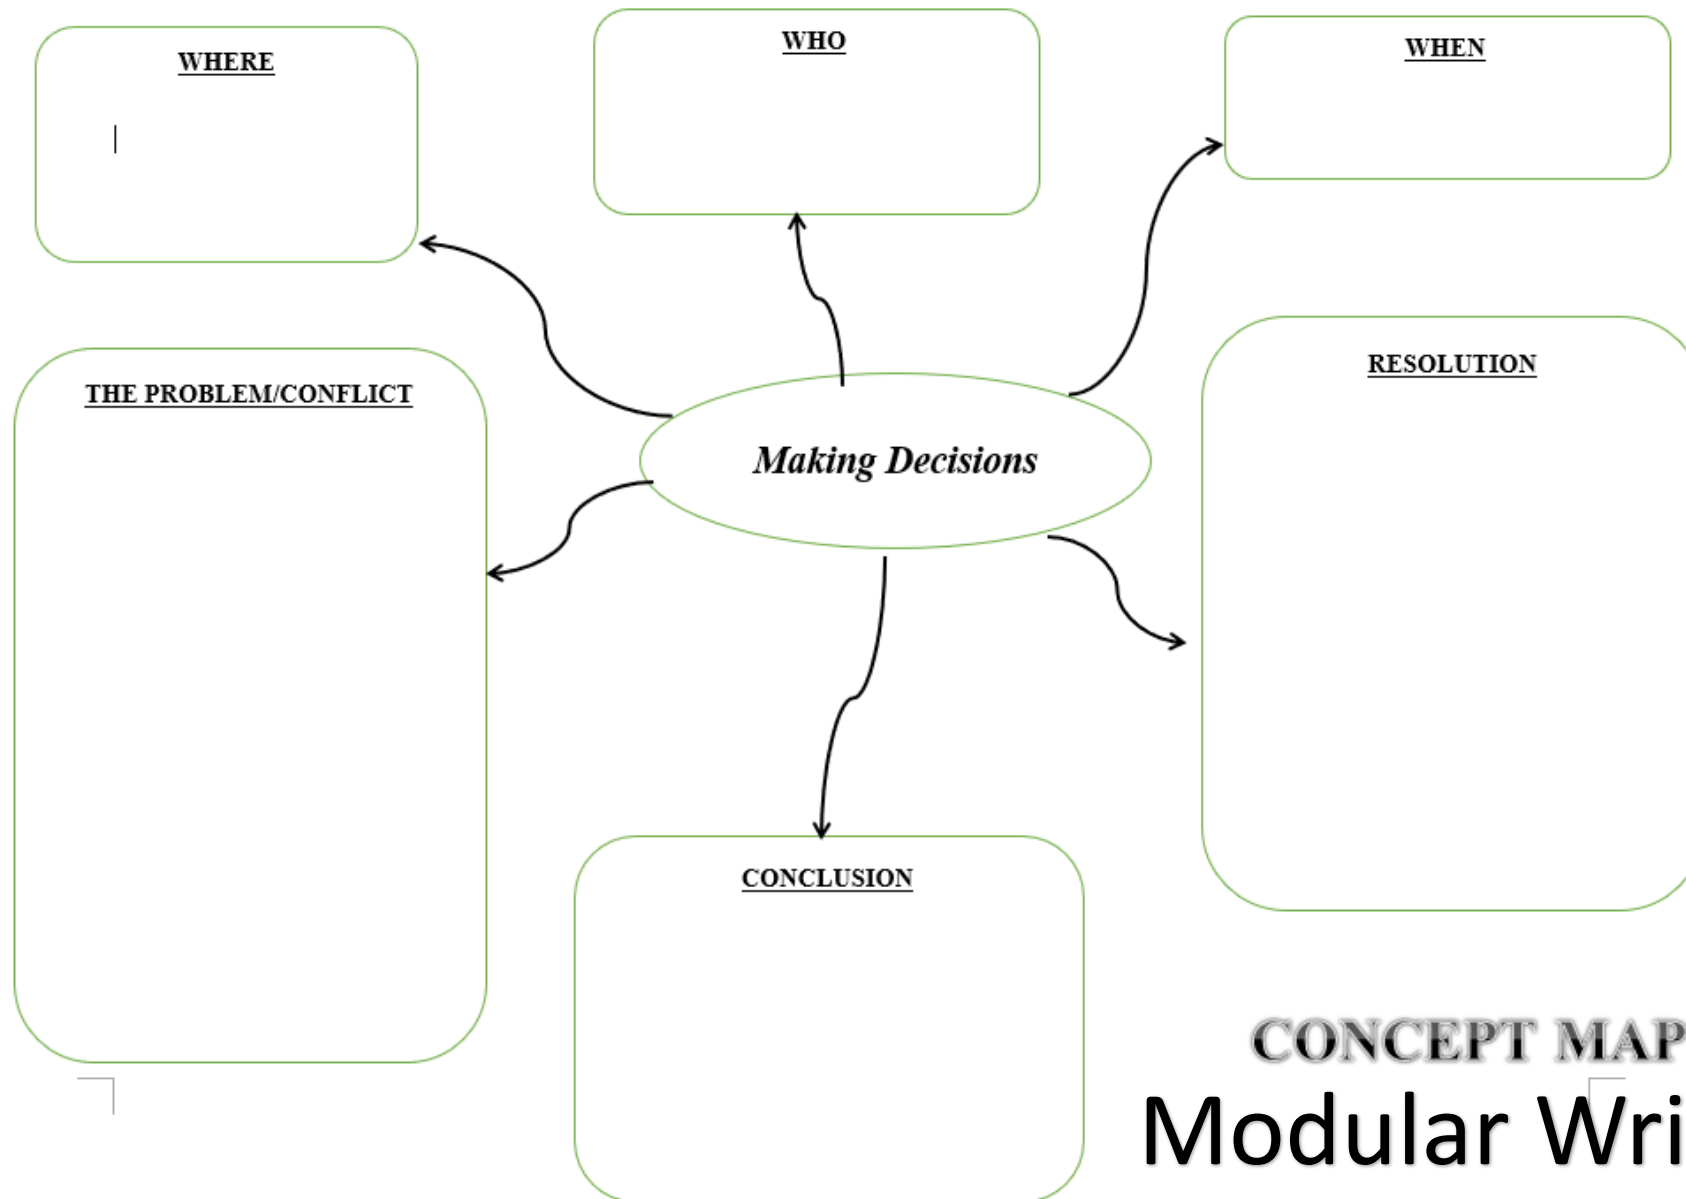 WHERE
WHO
WHEN
THE PROBLEM/CONFLICT
RESOLUTION
Making Decisions
CONCLUSION
CONCEPT MAP
Modular Wri